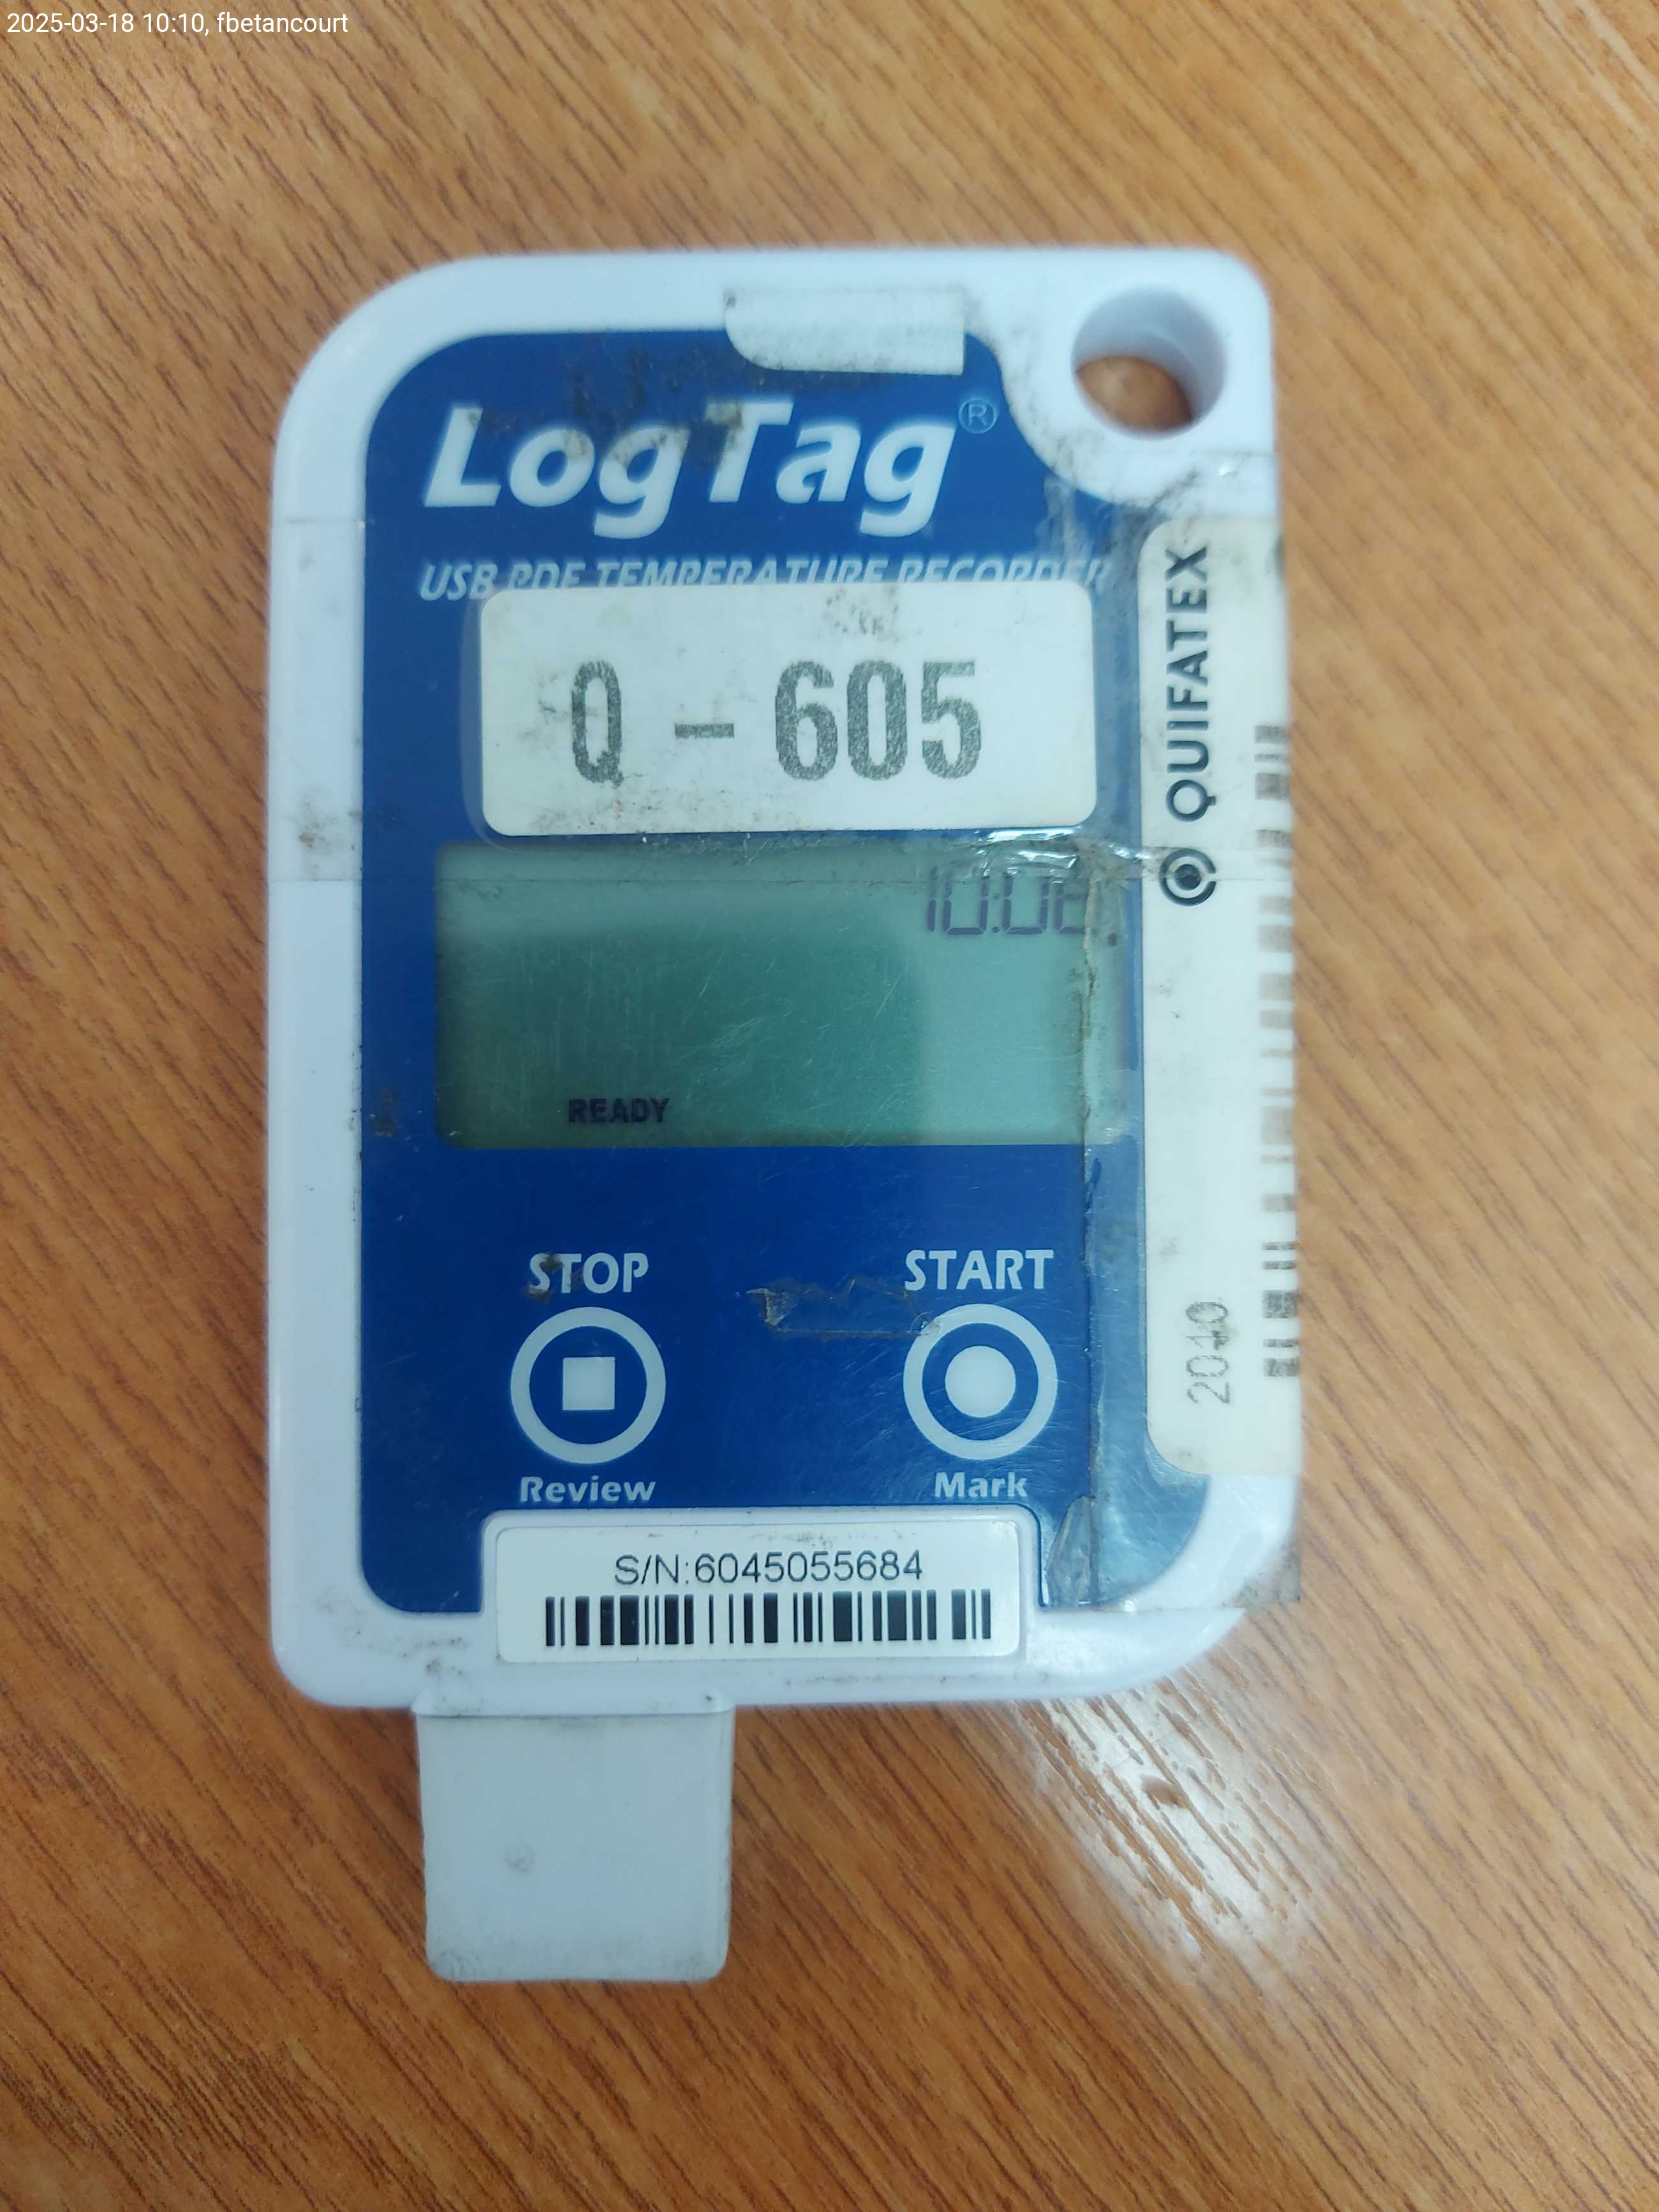 2025-03-18 10:10, fbetancourt
LogTag®
USB PDF TEMPERATURE RECORDER
Q - 605
QUIFATEX
READY
STOP
START
Review
Mark
S/N:6045055684